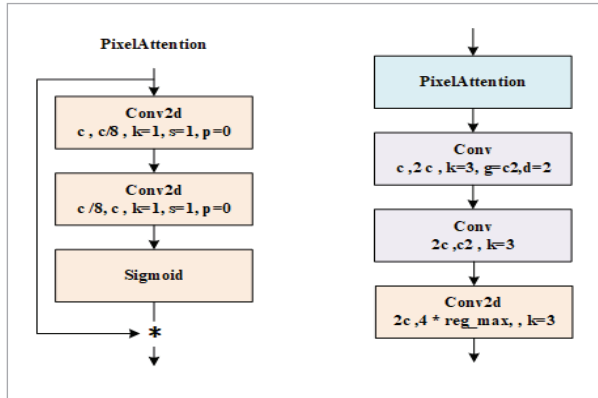 PixelAttention
Conv2d
c , c/8 , k=1, s=1, p=0
Conv2d
c /8, c , k=1, s=1, p=0
Sigmoid
*
PixelAttention
Conv
c ,2 c , k=3, g=c2,d=2
Conv
2c ,c2 , k=3
Conv2d
2c ,4 * reg_max, , k=3